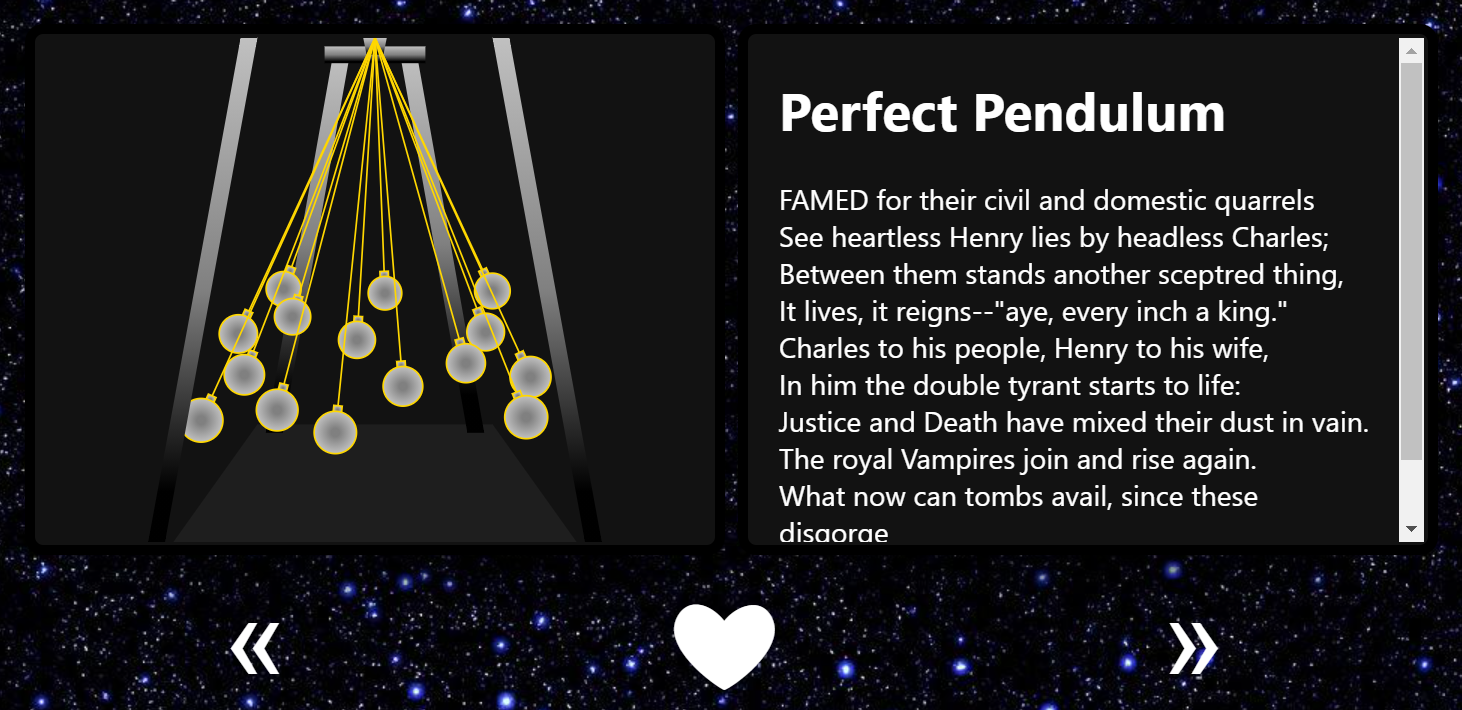 Perfect Pendulum
FAMED for their civil and domestic quarrels
See heartless Henry lies by headless Charles;
Between them stands another sceptred thing,
It lives, it reigns--"aye, every inch a king."
Charles to his people, Henry to his wife,
In him the double tyrant starts to life:
Justice and Death have mixed their dust in vain.
The royal Vampires join and rise again.
What now can tombs avail, since these
disgorge